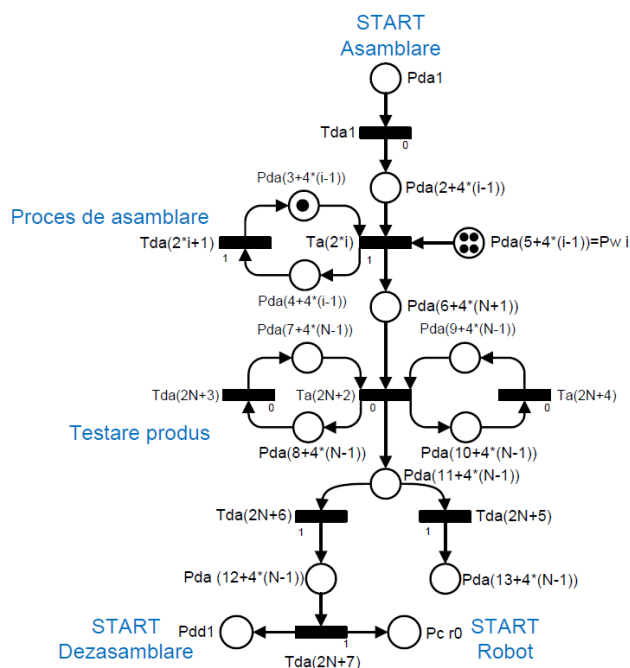 START
Asamblare
Pda1
Tda1
0
Pda(3+4*(i-1))
Pda(2+4*(i-1))
Proces de asamblare
Tda(2*i+1)
1
Ta(2*i)
1
Pda(5+4*(i-1))=Pw i
Pda(4+4*(i-1))
Pda(6+4*(N+1))
Pda(7+4*(N-1))
Pda(9+4*(N-1))
Tda(2N+3)
0
Ta(2N+2)
0
Ta(2N+4)
0
Testare produs
Pda(8+4*(N-1))
Pda(10+4*(N-1))
Pda(11+4*(N-1))
Tda(2N+6)
1
Tda(2N+5)
1
Pda (12+4*(N-1))
Pda(13+4*(N-1))
START
Dezasamblare
Pdd1
1
Tda(2N+7)
Pc r0
START
Robot